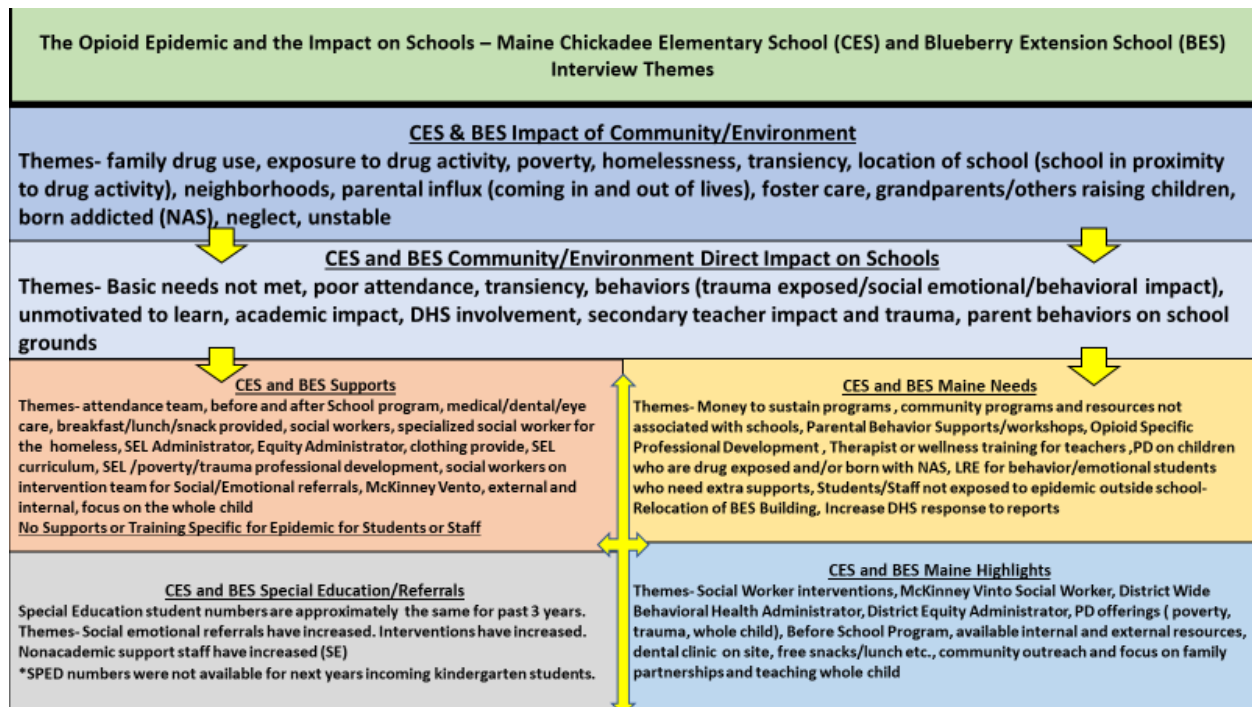 The Opioid Epidemic and the Impact on Schools – Maine Chickadee Elementary School (CES) and Blueberry Extension School (BES)
Interview Themes
CES & BES Impact of Community/Environment
Themes- family drug use, exposure to drug activity, poverty, homelessness, transiency, location of school (school in proximity
to drug activity), neighborhoods, parental influx (coming in and out of lives), foster care, grandparents/others raising children,
born addicted (NAS), neglect, unstable
CES and BES Community/Environment Direct Impact on Schools
Themes- Basic needs not met, poor attendance, transiency, behaviors (trauma exposed/social emotional/behavioral impact),
unmotivated to learn, academic impact, DHS involvement, secondary teacher impact and trauma, parent behaviors on school
grounds
CES and BES Supports
Themes- attendance team, before and after School program, medical/dental/eye
care, breakfast/lunch/snack provided, social workers, specialized social worker for
the homeless, SEL Administrator, Equity Administrator, clothing provide, SEL
curriculum, SEL /poverty/trauma professional development, social workers on
intervention team for Social/Emotional referrals, McKinney Vento, external and
internal, focus on the whole child
No Supports or Training Specific for Epidemic for Students or Staff
CES and BES Maine Needs
Themes- Money to sustain programs , community programs and resources not
associated with schools, Parental Behavior Supports/workshops, Opioid Specific
Professional Development , Therapist or wellness training for teachers ,PD on children
who are drug exposed and/or born with NAS, LRE for behavior/emotional students
who need extra supports, Students/Staff not exposed to epidemic outside school-
Relocation of BES Building, Increase DHS response to reports
CES and BES Special Education/Referrals
Special Education student numbers are approximately the same for past 3 years.
Themes- Social emotional referrals have increased. Interventions have increased.
Nonacademic support staff have increased (SE)
*SPED numbers were not available for next years incoming kindergarten students.
CES and BES Maine Highlights
Themes- Social Worker interventions, McKinney Vinto Social Worker, District Wide
Behavioral Health Administrator, District Equity Administrator, PD offerings ( poverty,
trauma, whole child), Before School Program, available internal and external resources,
dental clinic on site, free snacks/lunch etc., community outreach and focus on family
partnerships and teaching whole child